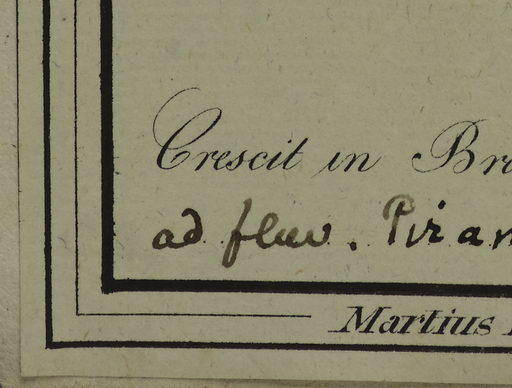 Crescit in Br
ad fluv. Piran
Martius